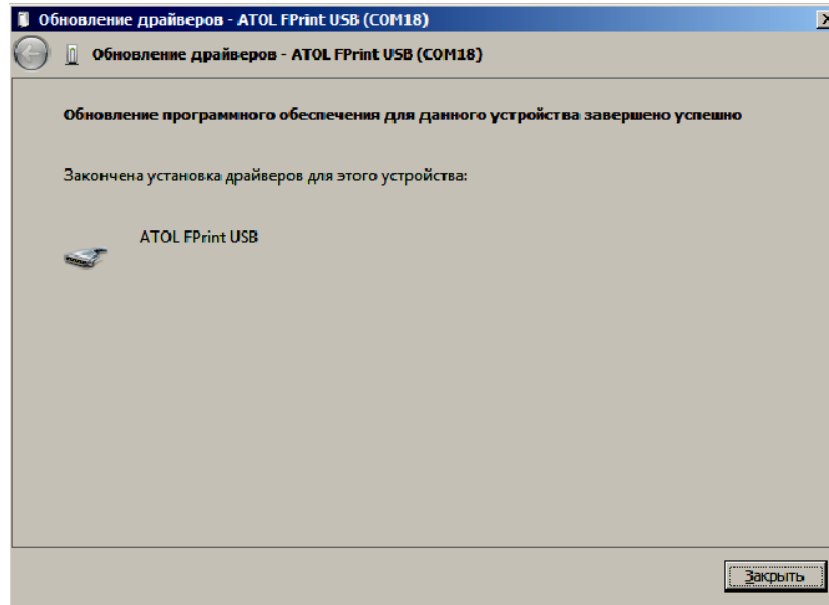 Обновление драйверов - ATOL FPrint USB (COM18)
Обновление драйверов - ATOL FPrint USB (COM18)
Обновление программного обеспечения для данного устройства завершено успешно
Закончена установка драйверов для этого устройства:
ATOL FPrint USB
Закрыть